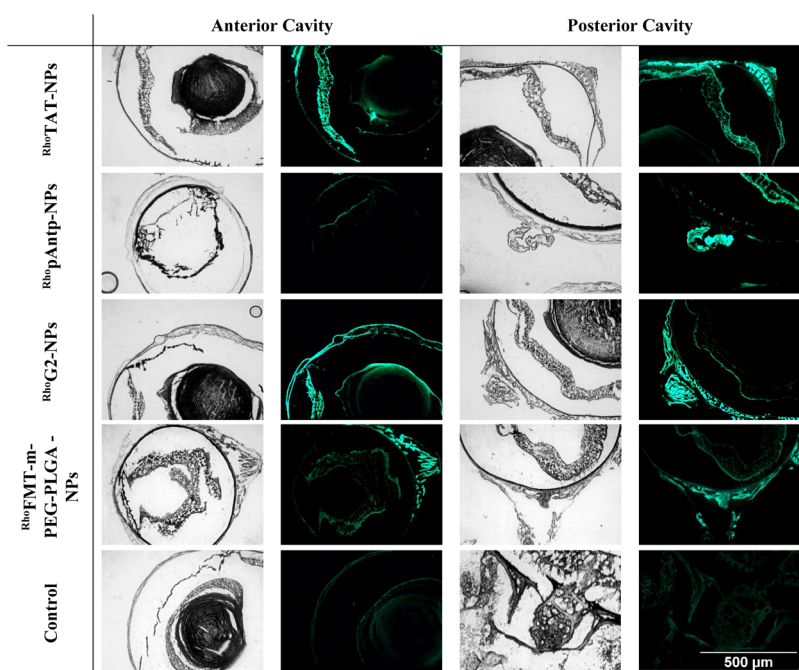 Anterior Cavity
Posterior Cavity
RhoTAT-NPs
RhopAntp-NPs
RhoG2-NPs
RhoFMT-m-
PEG-PLGA -
NPs
Control
500 µm